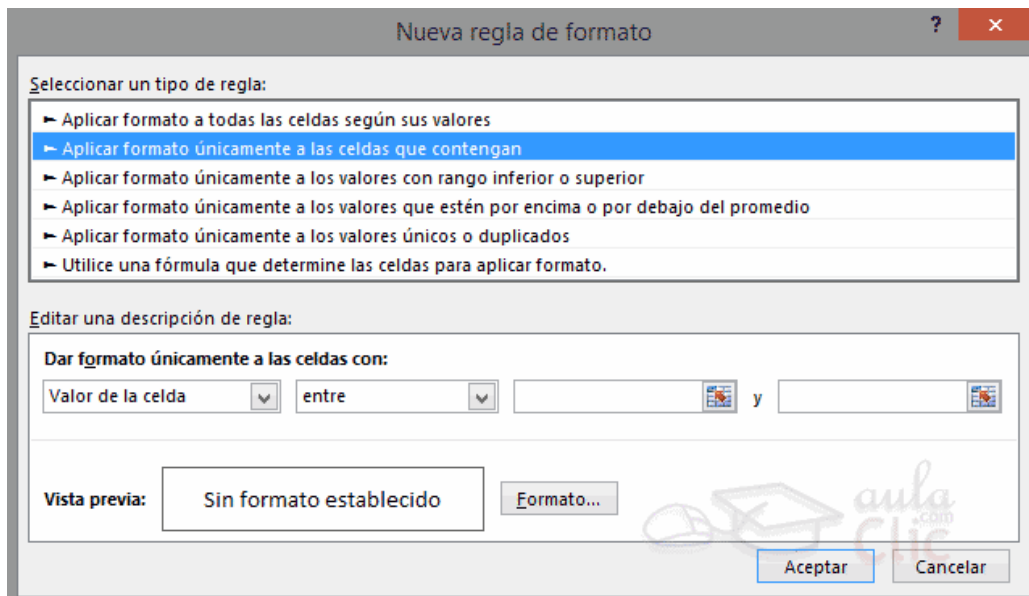 Nueva regla de formato
?
Seleccionar un tipo de regla:
► Aplicar formato a todas las celdas según sus valores
► Aplicar formato únicamente a las celdas que contengan
► Aplicar formato únicamente a los valores con rango inferior o superior
► Aplicar formato únicamente a los valores que estén por encima o por debajo del promedio
► Aplicar formato únicamente a los valores únicos o duplicados
► Utilice una fórmula que determine las celdas para aplicar formato.
Editar una descripción de regla:
Dar formato únicamente a las celdas con:
Valor de la celda entre y
Vista previa: Sin formato establecido Formato...
aula
.com
Clic
Aceptar Cancelar